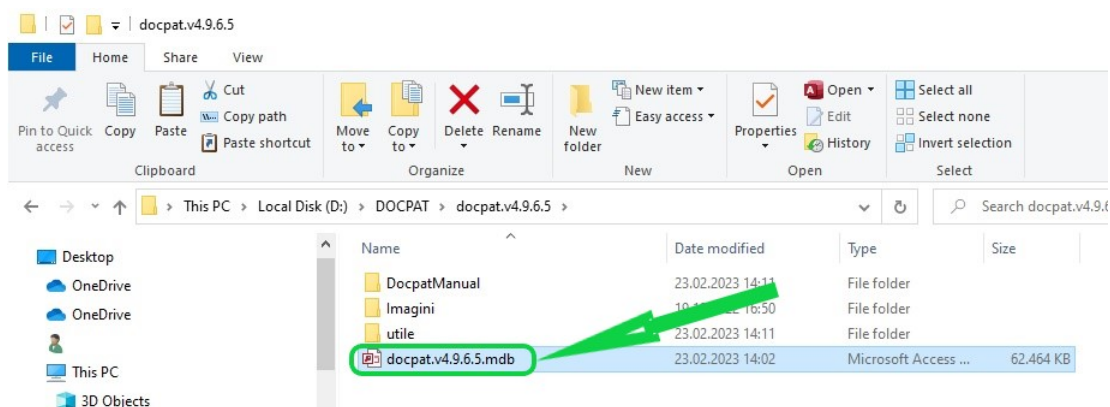 docpat.v4.9.6.5
File Home Share View
Pin to Quick access
Copy
Paste
Cut
Copy path
Paste shortcut
Clipboard
Move to
Copy to
Delete
Rename
Organize
New folder
New item
Easy access
New
Properties
Open
Edit
History
Open
Select all
Select none
Invert selection
Select
This PC > Local Disk (D:) > DOCPAT > docpat.v4.9.6.5 >
Search docpat.v4.9.6
Desktop
OneDrive
OneDrive
This PC
3D Objects
Name Date modified Type Size
DocpatManual 23.02.2023 14:11 File folder
Imagini 16:50 File folder
utile 23.02.2023 14:11 File folder
docpat.v4.9.6.5.mdb 23.02.2023 14:02 Microsoft Access ... 62.464 KB